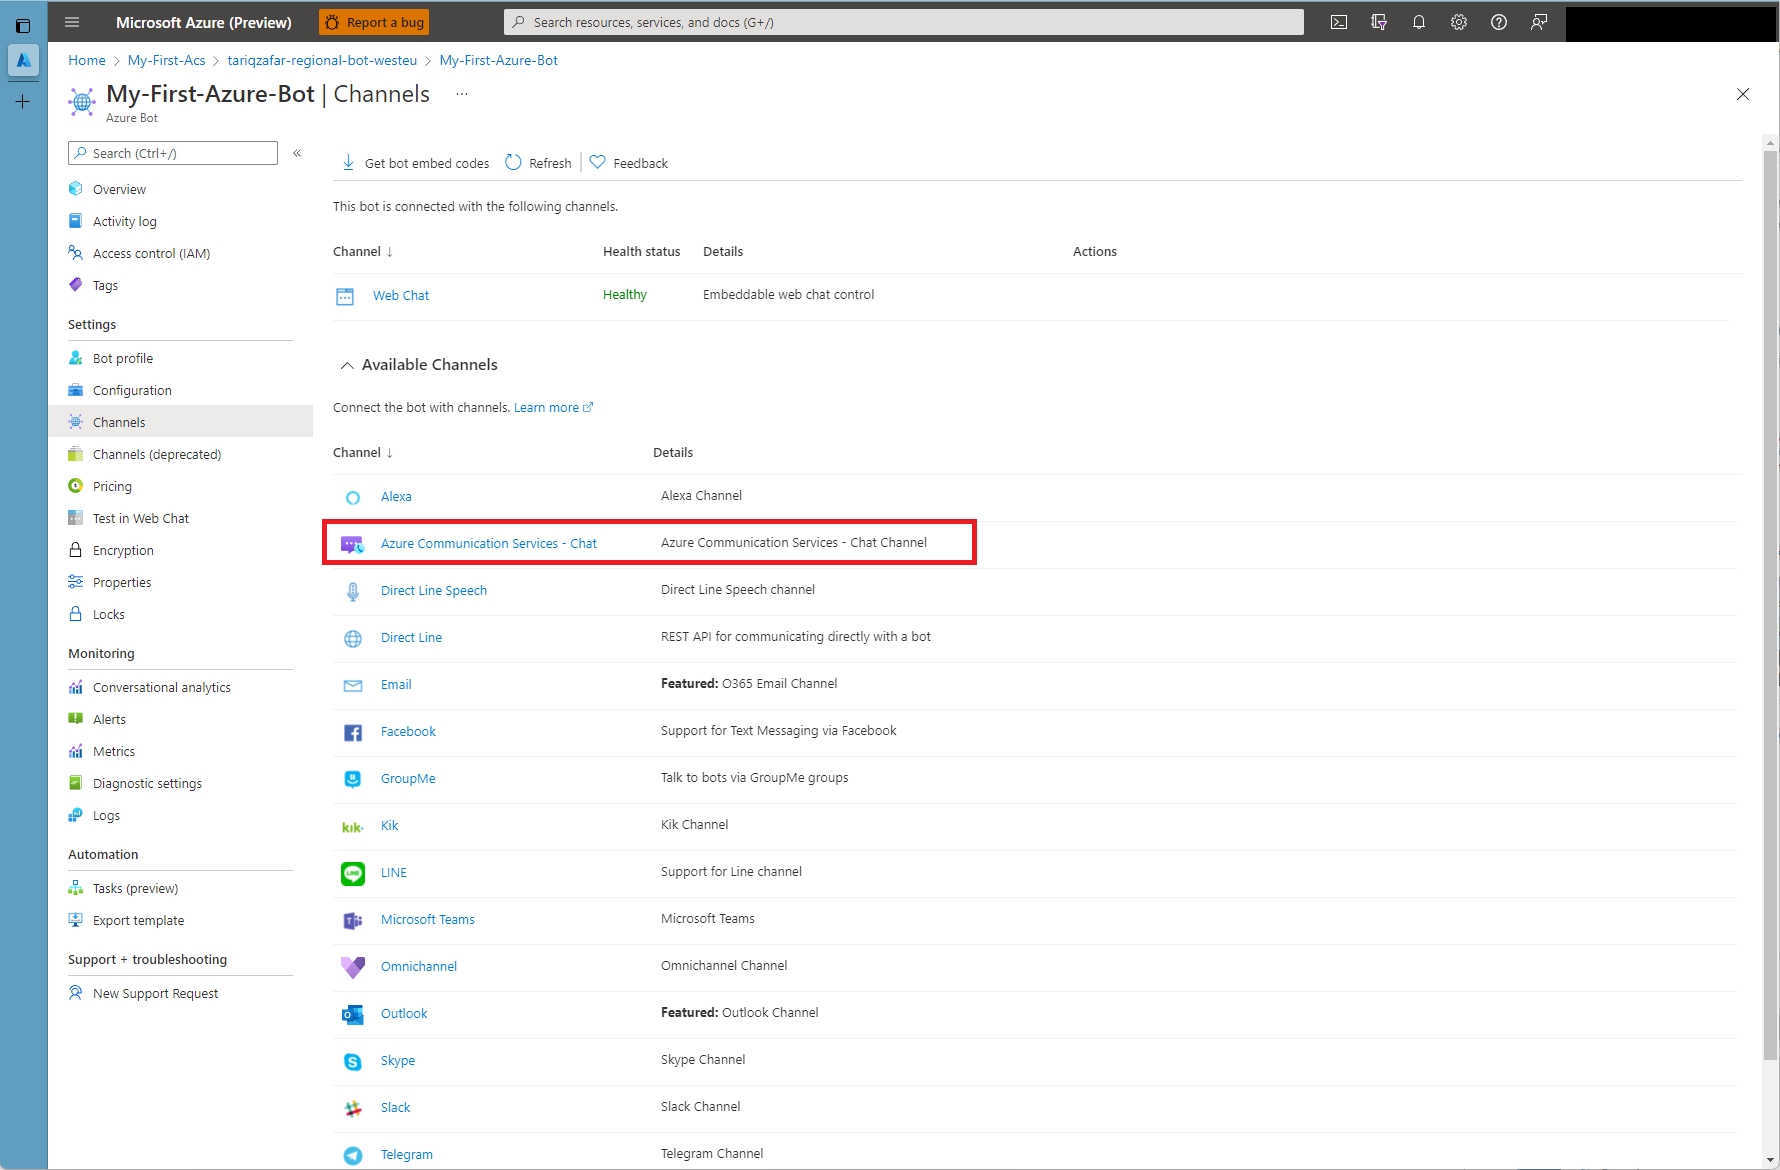 Microsoft Azure (Preview)
Report a bug
Search resources, services, and docs (G+/)
Home > My-First-Acs > tariqzafar-regional-bot-westeu > My-First-Azure-Bot
My-First-Azure-Bot | Channels ...
Azure Bot
Search (Ctrl+/)
«
Overview
Activity log
Access control (IAM)
Tags
Settings
Bot profile
Configuration
Channels
Channels (deprecated)
Pricing
Test in Web Chat
Encryption
Properties
Locks
Monitoring
Conversational analytics
Alerts
Metrics
Diagnostic settings
Logs
Automation
Tasks (preview)
Export template
Support + troubleshooting
New Support Request
Get bot embed codes Refresh Feedback
This bot is connected with the following channels.
Channel ↓ Health status Details Actions
Web Chat Healthy Embeddable web chat control
Available Channels
Connect the bot with channels. Learn more
Channel ↓ Details
Alexa Alexa Channel
Azure Communication Services - Chat Azure Communication Services - Chat Channel
Direct Line Speech Direct Line Speech channel
Direct Line REST API for communicating directly with a bot
Email Featured: O365 Email Channel
Facebook Support for Text Messaging via Facebook
GroupMe Talk to bots via GroupMe groups
kik. Kik Kik Channel
LINE LINE Support for Line channel
Microsoft Teams Microsoft Teams
Omnichannel Omnichannel Channel
Outlook Featured: Outlook Channel
Skype Skype Channel
Slack Slack Channel
Telegram Telegram Channel